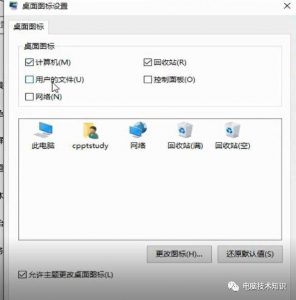 桌面图标设置
桌面图标
桌面图标
计算机(M)
回收站(R)
用户的文件(U)
控制面板(O)
网络(N)
此电脑
cpptstudy
网络
回收站(满)
回收站(空)
更改图标(H)...
还原默认值(S)
允许主题更改桌面图标(L)
电脑技术知识